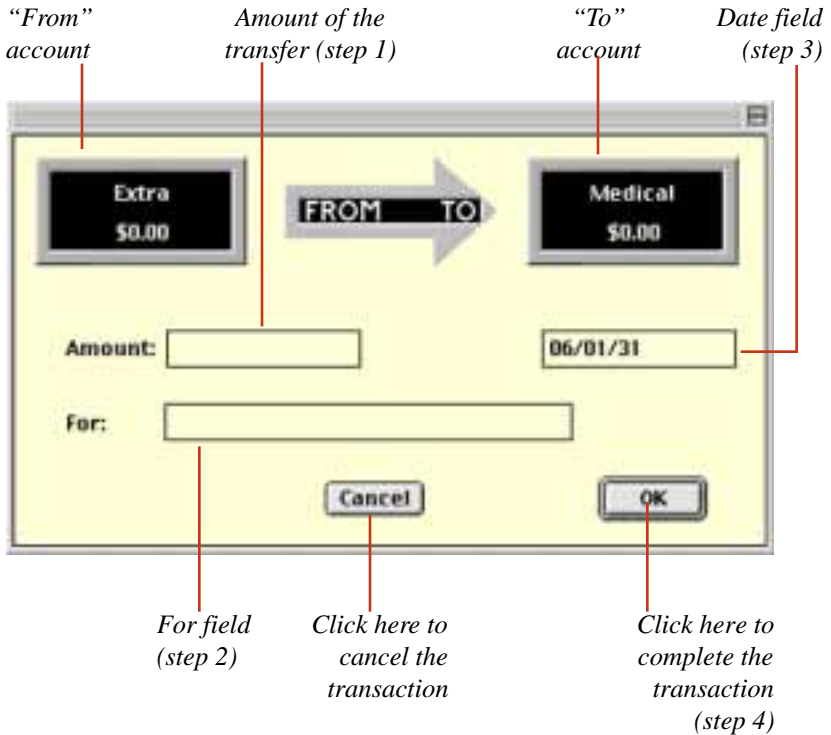 “From”
account
Amount of the
transfer (step 1)
“To”
account
Date field
(step 3)
Extra
$0.00
FROM TO
Medical
$0.00
Amount:
06/01/31
For:
Cancel
OK
For field
(step 2)
Click here to
cancel the
transaction
Click here to
complete the
transaction
(step 4)